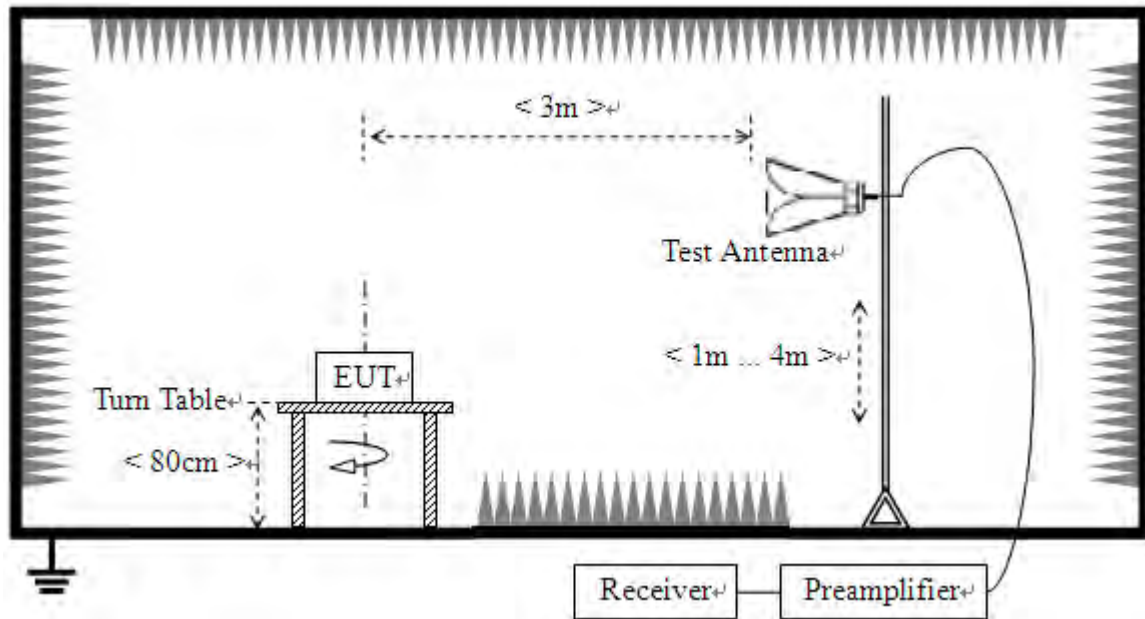 < 3m >↵
Test Antenna↵
< 1m ... 4m >↵
EUT↵
Turn Table↵
< 80cm >↵
Receiver↵
Preamplifier↵